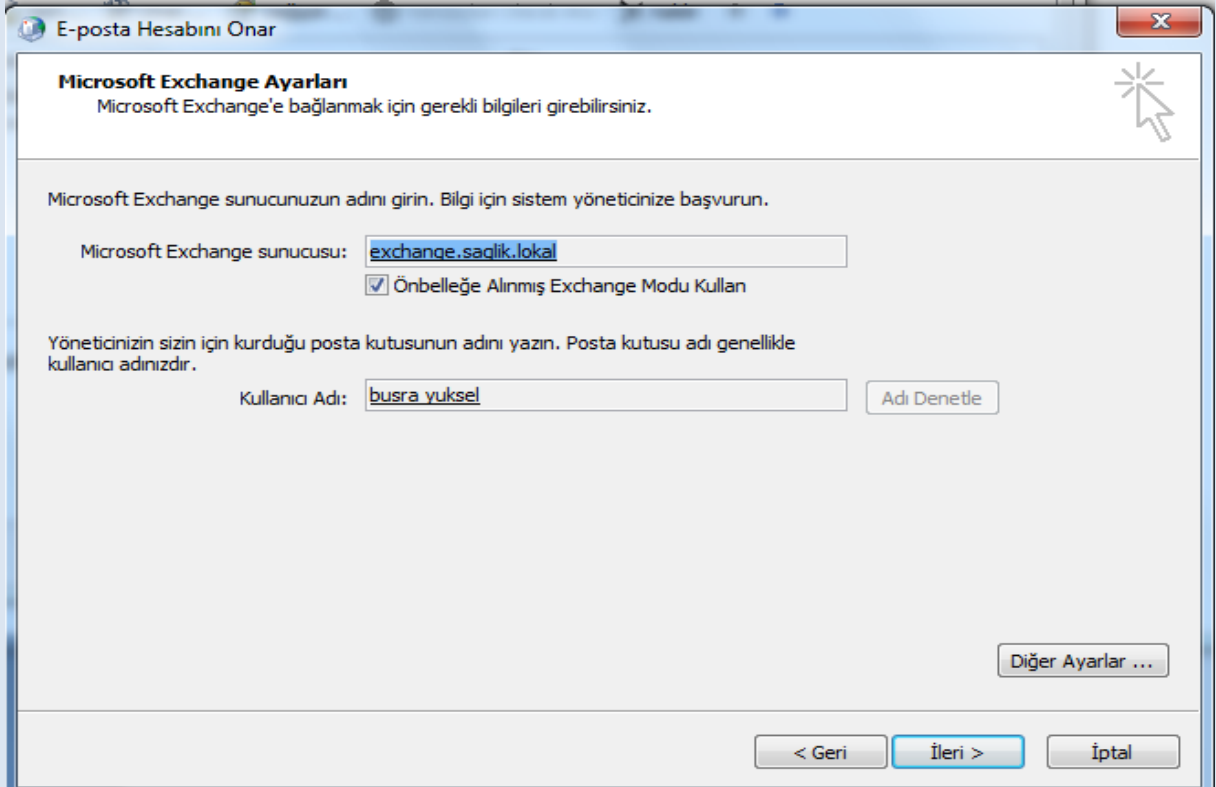 E-posta Hesabını Onar
Microsoft Exchange Ayarları
Microsoft Exchange'e bağlanmak için gerekli bilgileri girebilirsiniz.
Microsoft Exchange sunucunuzun adını girin. Bilgi için sistem yöneticinize başvurun.
Microsoft Exchange sunucusu: exchange.saglik.lokal
Önbelleğe Alınmış Exchange Modu Kullan
Yöneticinizin sizin için kurduğu posta kutusunun adını yazın. Posta kutusu adı genellikle
kullanıcı adınızdır.
Kullanıcı Adı: busra yuksel Adı Denetle
Diğer Ayarlar ...
< Geri İleri > İptal